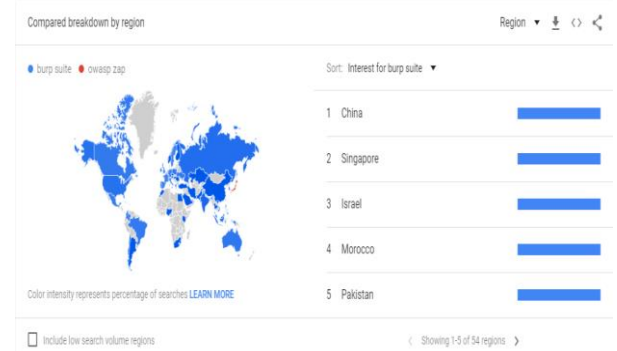 Compared breakdown by region
Region
burp suite owasp zap
Sort: Interest for burp suite
1 China
2 Singapore
3 Israel
4 Morocco
5 Pakistan
Color intensity represents percentage of searches LEARN MORE
Include low search volume regions
Showing 1-5 of 54 regions